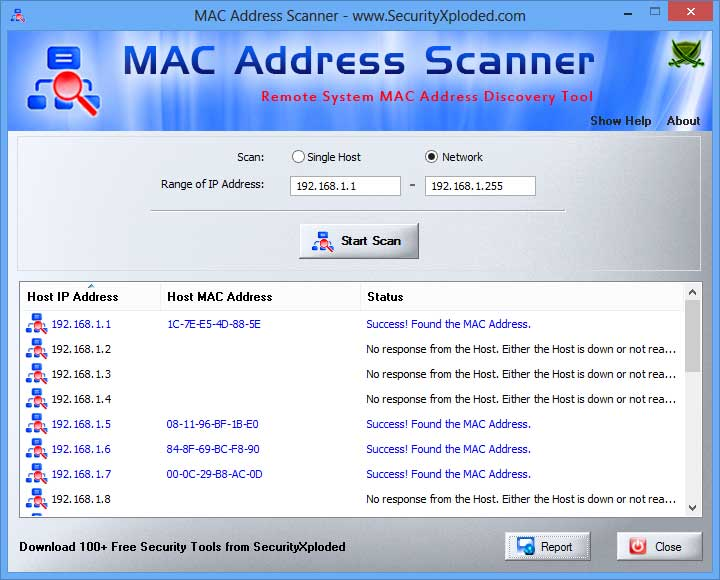 MAC Address Scanner - www.SecurityXploded.com
MAC Address Scanner
Remote System MAC Address Discovery Tool
Show Help About
Scan: Single Host Network
Range of IP Address: 192.168.1.1 - 192.168.1.255
Start Scan
Host IP Address Host MAC Address Status
192.168.1.1 1C-7E-E5-4D-88-5E Success! Found the MAC Address.
192.168.1.2 No response from the Host. Either the Host is down or not rea...
192.168.1.3 No response from the Host. Either the Host is down or not rea...
192.168.1.4 No response from the Host. Either the Host is down or not rea...
192.168.1.5 08-11-96-BF-1B-E0 Success! Found the MAC Address.
192.168.1.6 84-8F-69-BC-F8-90 Success! Found the MAC Address.
192.168.1.7 00-0C-29-B8-AC-0D Success! Found the MAC Address.
192.168.1.8 No response from the Host. Either the Host is down or not rea...
Download 100+ Free Security Tools from SecurityXploded
Report Close